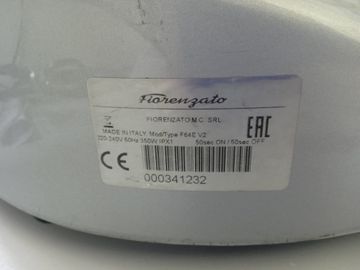 Fiorenzato
FIORENZATO M.C. SRL
EAC
MADE IN ITALY Mod/Type F64E V2
220-240V 50Hz 350W IPX1 50sec ON / 50sec OFF
CE
000341232